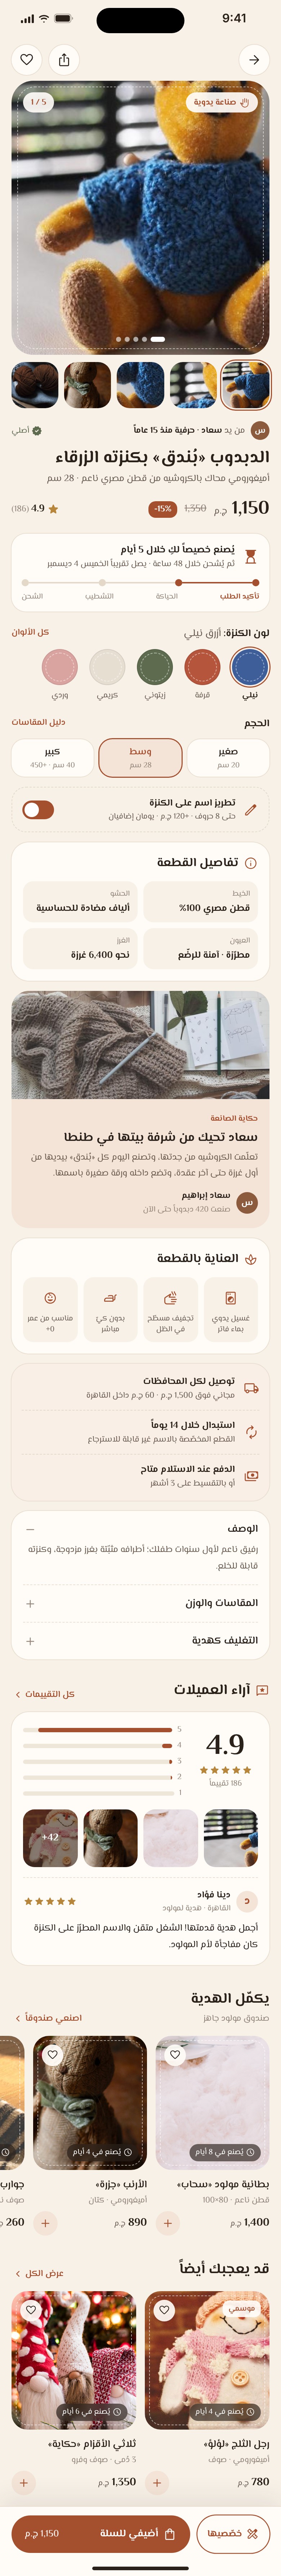 9:41
صناعة يدوية
1 / 5
س
من يد سعاد · حرفية منذ 15 عاماً
أصلي
الدبدوب «بُندق» بكنزته الزرقاء
أميغورومي محاك بالكروشيه من قطن مصري ناعم · 28 سم
1,150 ج.م
1,350
-15%
4.9 (186)
يُصنع خصيصاً لكِ خلال 5 أيام
ثم يُشحن خلال 48 ساعة · يصل تقريباً الخميس 4 ديسمبر
تأكيد الطلب
الحياكة
التشطيب
الشحن
لون الكنزة: أزرق نيلي
كل الألوان
نيلي
قرفة
زيتوني
كريمي
وردي
الحجم
دليل المقاسات
صغير
20 سم
وسط
28 سم
كبير
40 سم · +450
تطريز اسم على الكنزة
حتى 8 حروف · +120 ج.م · يومان إضافيان
تفاصيل القطعة
الخيط
قطن مصري 100%
الحشو
ألياف مضادة للحساسية
العيون
مطرّزة · آمنة للرضّع
الغرز
نحو 6,400 غرزة
حكاية الصانعة
سعاد تحيك من شرفة بيتها في طنطا
تعلّمت الكروشيه من جدتها، وتصنع اليوم كل «بُندق» بيديها من
أول غرزة حتى آخر عقدة، وتضع داخله ورقة صغيرة باسمها.
س
سعاد إبراهيم
صنعت 420 دبدوباً حتى الآن
العناية بالقطعة
غسيل يدوي
بماء فاتر
تجفيف مسطّح
في الظل
بدون كيّ
مباشر
مناسب من عمر
0+
توصيل لكل المحافظات
مجاني فوق 1,500 ج.م · 60 ج.م داخل القاهرة
استبدال خلال 14 يوماً
القطع المخصّصة بالاسم غير قابلة للاسترجاع
الدفع عند الاستلام متاح
أو بالتقسيط على 3 أشهر
الوصف
رفيق ناعم لأول سنوات طفلك؛ أطرافه مثبّتة بغرز مزدوجة، وكنزته
قابلة للخلع.
المقاسات والوزن
التغليف كهدية
آراء العميلات
كل التقييمات
4.9
186 تقييماً
5
4
3
2
1
+42
د
دينا فؤاد
القاهرة · هدية لمولود
أجمل هدية قدمتها! الشغل متقن والاسم المطرّز على الكنزة
كان مفاجأة لأم المولود.
يكمّل الهدية
صندوق مولود جاهز
اصنعي صندوقاً
يُصنع في 8 أيام
بطانية مولود «سحاب»
قطن ناعم · 80×100
1,400 ج.م
يُصنع في 4 أيام
الأرنب «جزرة»
أميغورومي · كتان
890 ج.م
جوارب
صوف
260
قد يعجبك أيضاً
عرض الكل
موسمي
يُصنع في 4 أيام
رجل الثلج «لؤلؤ»
أميغورومي · صوف
780 ج.م
يُصنع في 6 أيام
ثلاثي الأقزام «حكاية»
3 دُمى · صوف وفرو
1,350 ج.م
خصّصيها
أضيفي للسلة
1,150 ج.م